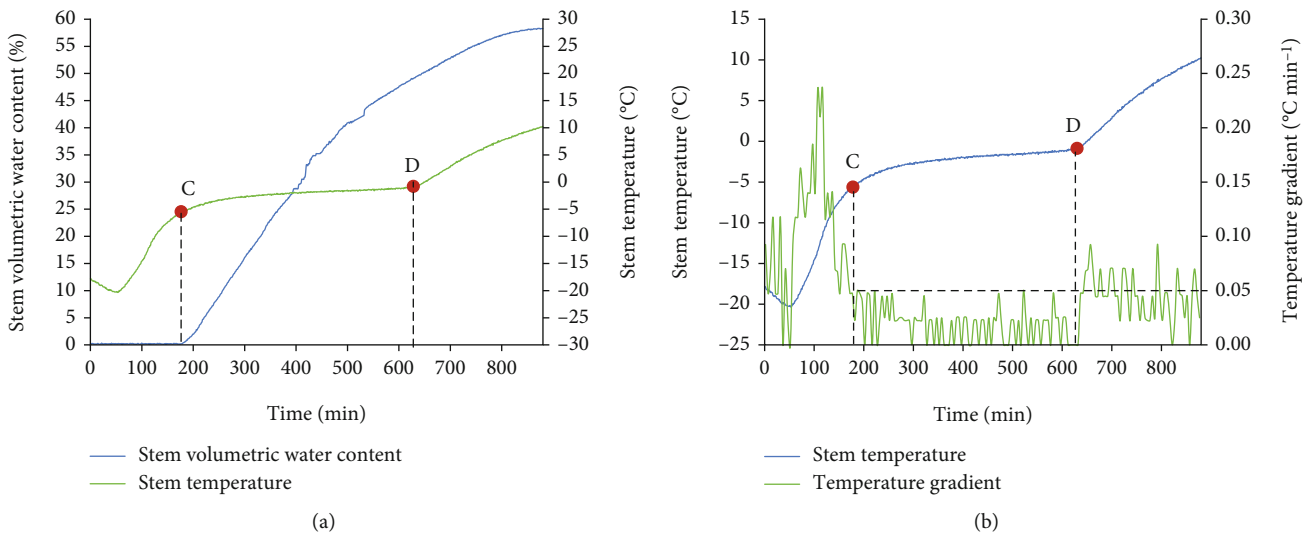 Stem volumetric water content (%)
60
55
50
45
40
35
30
25
20
15
10
5
0
30
25
20
15
10
5
0
−5
−10
−15
−20
−25
−30
Stem temperature (°C)
C
D
0 100 200 300 400 500 600 700 800
Time (min)
Stem volumetric water content
Stem temperature
(a)
Stem temperature (°C)
15
10
5
0
−5
−10
−15
−20
−25
0.30
0.25
0.20
0.15
0.10
0.05
0.00
Temperature gradient (°C min−1)
C
D
0 100 200 300 400 500 600 700 800
Time (min)
Stem temperature
Temperature gradient
(b)